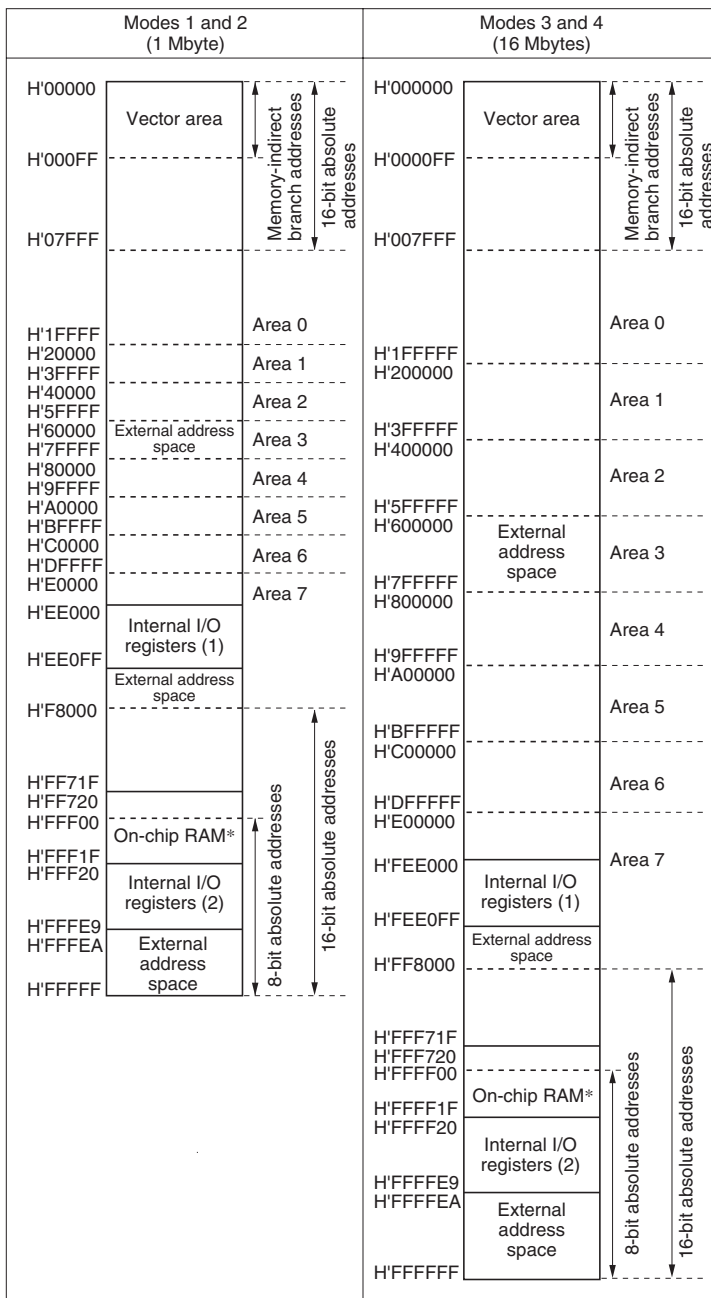 Modes 1 and 2
(1 Mbyte)
H'00000
Vector area
H'000FF
H'07FFF
Memory-indirect
branch addresses
16-bit absolute
addresses
H'1FFFF
Area 0
H'20000
H'3FFFF
Area 1
H'40000
H'5FFFF
Area 2
H'60000
H'7FFFF
External address
space
Area 3
H'80000
H'9FFFF
Area 4
H'A0000
H'BFFFF
Area 5
H'C0000
H'DFFFF
Area 6
H'E0000
Area 7
H'EE000
Internal I/O
registers (1)
H'EE0FF
External address
space
H'F8000
H'FF71F
H'FF720
H'FFF00
On-chip RAM*
H'FFF1F
H'FFF20
Internal I/O
registers (2)
H'FFFE9
H'FFFEA
External
address
space
H'FFFFF
8-bit absolute addresses
16-bit absolute addresses
Modes 3 and 4
(16 Mbytes)
H'000000
Vector area
H'0000FF
H'007FFF
Memory-indirect
branch addresses
16-bit absolute
addresses
Area 0
H'1FFFFF
H'200000
Area 1
H'3FFFFF
H'400000
Area 2
H'5FFFFF
H'600000
External
address
space
Area 3
H'7FFFFF
H'800000
Area 4
H'9FFFFF
H'A00000
Area 5
H'BFFFFF
H'C00000
Area 6
H'DFFFFF
H'E00000
Area 7
H'FEE000
Internal I/O
registers (1)
H'FEE0FF
External address
space
H'FF8000
H'FFF71F
H'FFF720
H'FFFF00
On-chip RAM*
H'FFFF1F
H'FFFF20
Internal I/O
registers (2)
H'FFFFE9
H'FFFFEA
External
address
space
H'FFFFFF
8-bit absolute addresses
16-bit absolute addresses